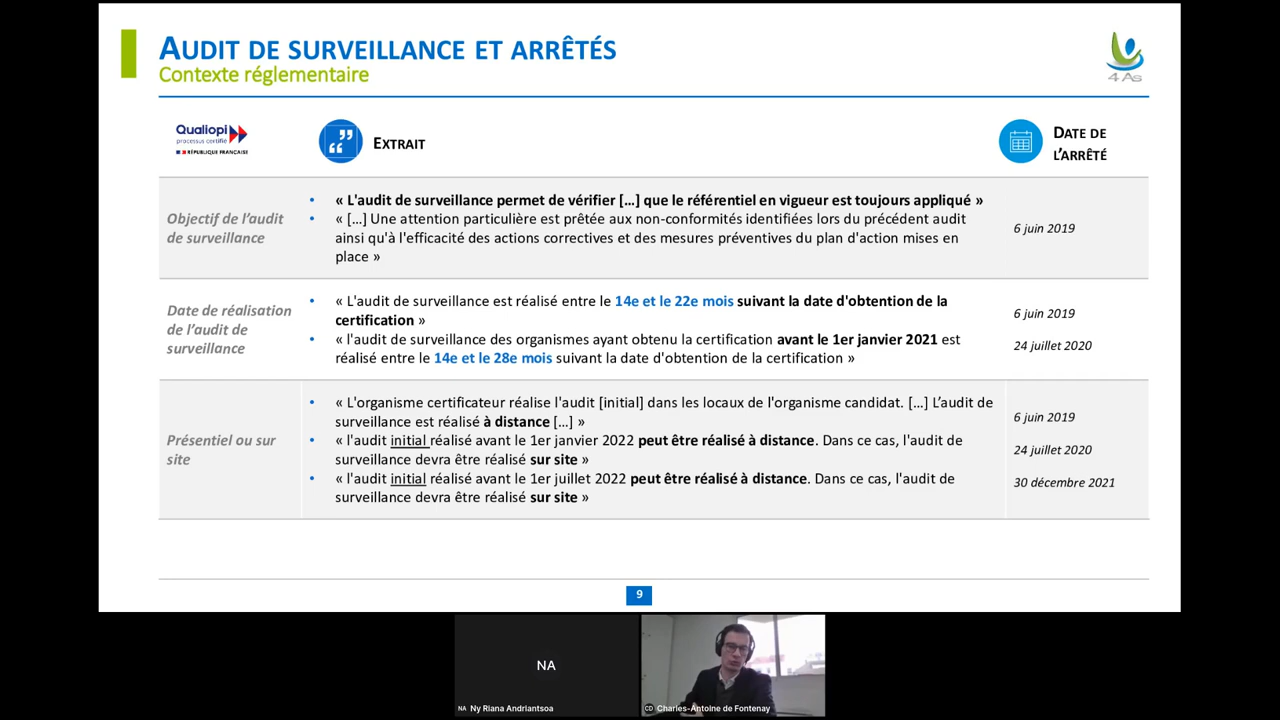 AUDIT DE SURVEILLANCE ET ARRÊTÉS
Contexte réglementaire
4 As
Qualiopi
processus certifié
RÉPUBLIQUE FRANÇAISE
EXTRAIT
DATE DE
L'ARRÊTÉ
Objectif de l'audit
de surveillance
• « L'audit de surveillance permet de vérifier […] que le référentiel en vigueur est toujours appliqué »
• « […] Une attention particulière est prêtée aux non-conformités identifiées lors du précédent audit
ainsi qu'à l'efficacité des actions correctives et des mesures préventives du plan d'action mises en
place »
6 juin 2019
Date de réalisation
de l'audit de
surveillance
• « L'audit de surveillance est réalisé entre le 14e et le 22e mois suivant la date d'obtention de la
certification »
• « l'audit de surveillance des organismes ayant obtenu la certification avant le 1er janvier 2021 est
réalisé entre le 14e et le 28e mois suivant la date d'obtention de la certification »
6 juin 2019
24 juillet 2020
Présentiel ou sur
site
• « L'organisme certificateur réalise l'audit [initial] dans les locaux de l'organisme candidat. […] L'audit de
surveillance est réalisé à distance […] »
• « l'audit initial réalisé avant le 1er janvier 2022 peut être réalisé à distance. Dans ce cas, l'audit de
surveillance devra être réalisé sur site »
• « l'audit initial réalisé avant le 1er juillet 2022 peut être réalisé à distance. Dans ce cas, l'audit de
surveillance devra être réalisé sur site »
6 juin 2019
24 juillet 2020
30 décembre 2021
9
NA
NA Ny Riana Andriantsoa
CD Charles-Antoine de Fontenay